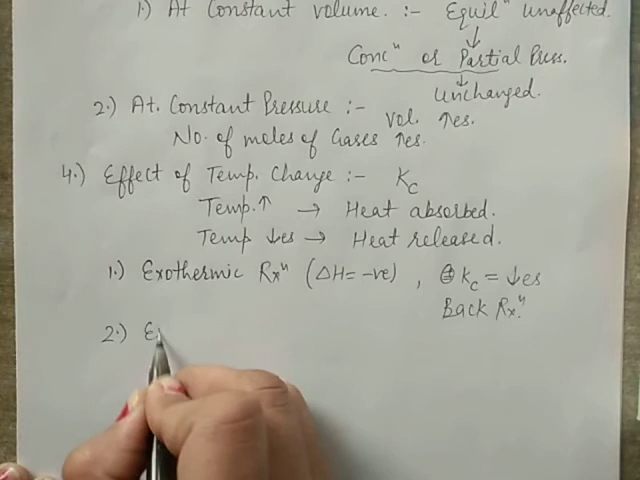 1.) At Constant volume. :- Equilⁿ unaffected.
↓
Concⁿ or Partial Press.
↓
Unchanged.
2.) At. Constant Pressure :- Vol. ↑es.
No. of moles of Gases ↑es.
4.) Effect of Temp. Change :- Kc
Temp. ↑ → Heat absorbed.
Temp ↓es → Heat released.
1.) Exothermic Rxⁿ (ΔH = -ve) , Kc = ↓es
Back Rxⁿ.
2.) E